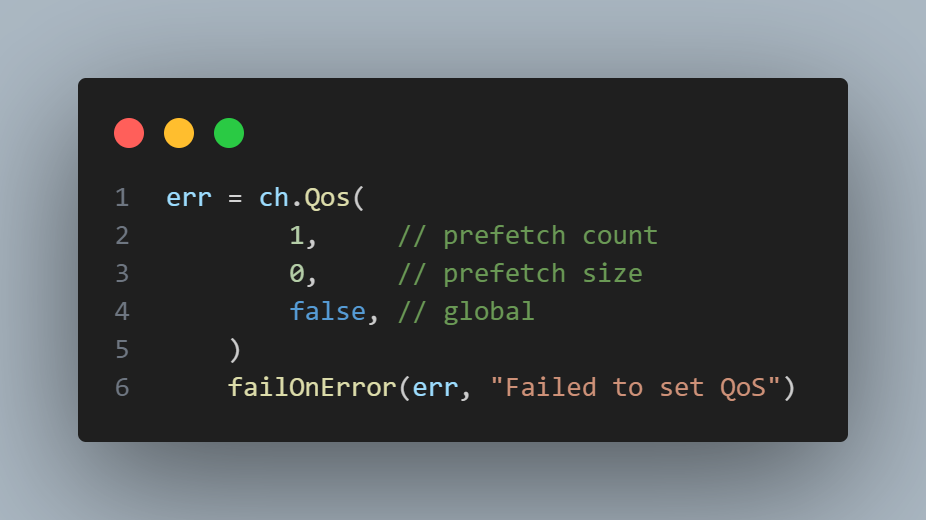 1 err = ch.Qos(
2         1,     // prefetch count
3         0,     // prefetch size
4         false, // global
5     )
6     failOnError(err, "Failed to set QoS")